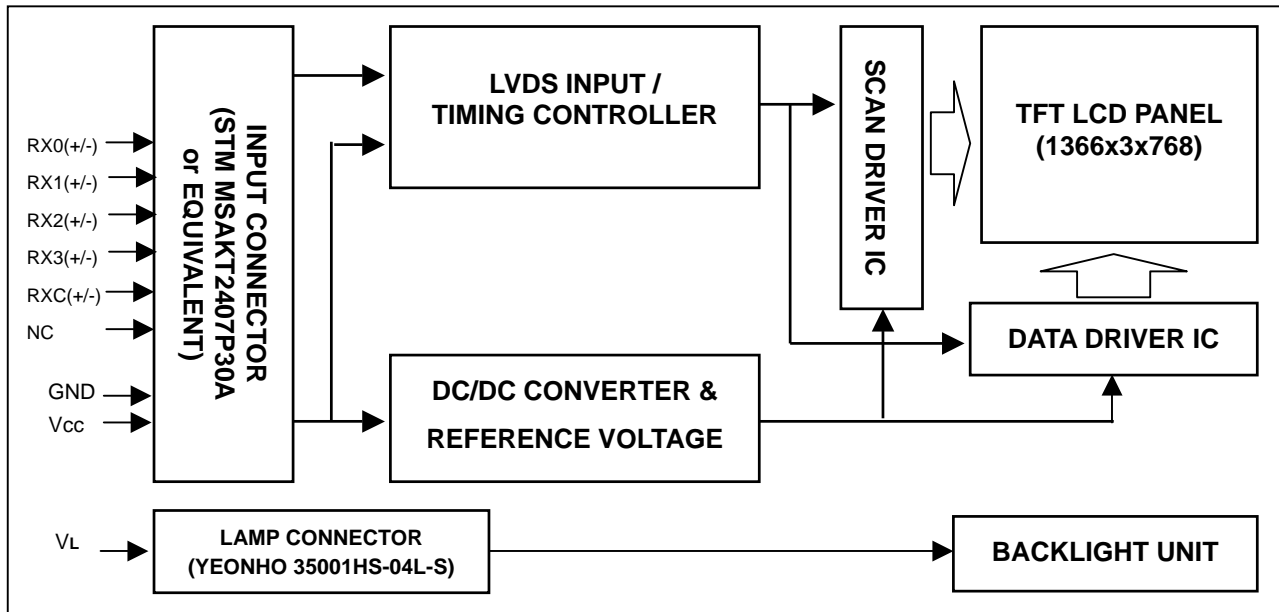 RX0(+/-)
RX1(+/-)
RX2(+/-)
RX3(+/-)
RXC(+/-)
NC
GND
Vcc
VL
INPUT CONNECTOR
(STM MSAKT2407P30A
or EQUIVALENT)
LVDS INPUT /
TIMING CONTROLLER
SCAN DRIVER IC
TFT LCD PANEL
(1366x3x768)
DATA DRIVER IC
DC/DC CONVERTER &
REFERENCE VOLTAGE
LAMP CONNECTOR
(YEONHO 35001HS-04L-S)
BACKLIGHT UNIT